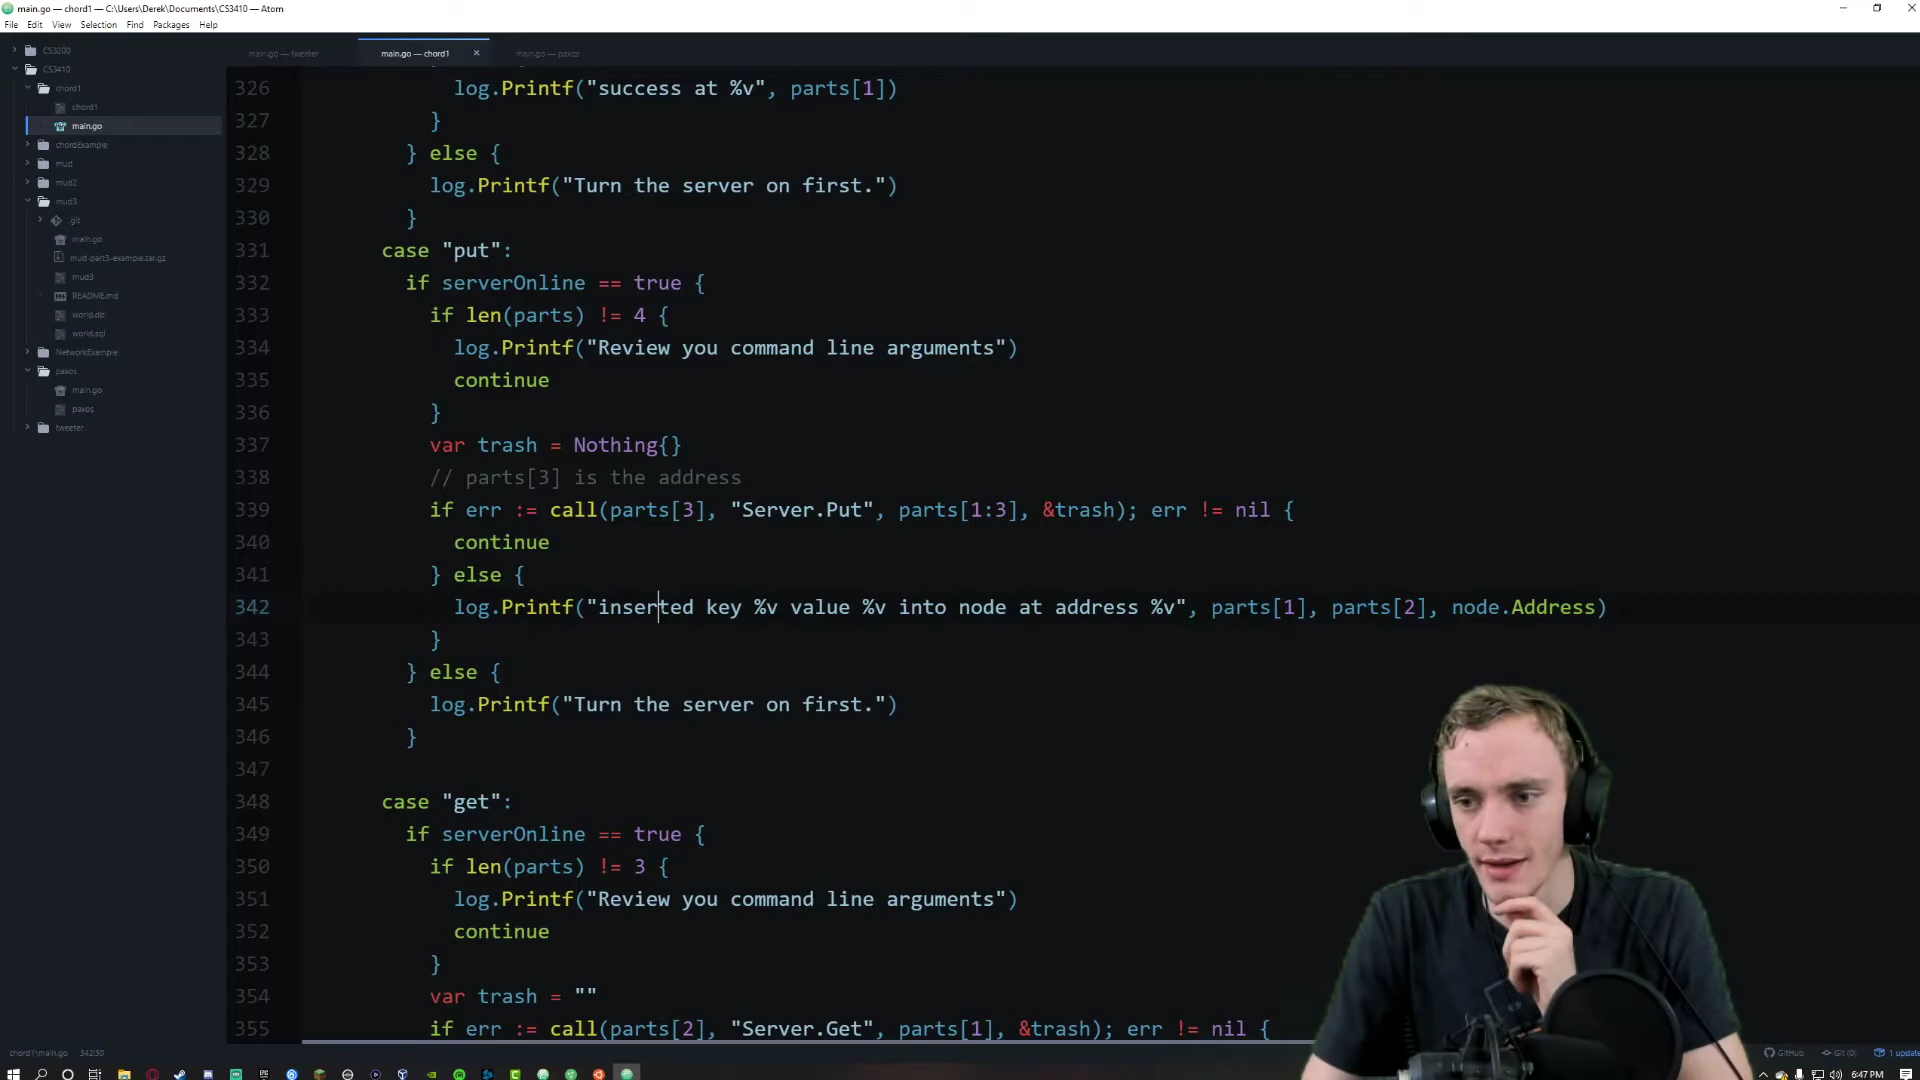 main.go — chord1 — C:\Users\Derek\Documents\CS3410 — Atom
File Edit View Selection Find Packages Help
main.go — tweeter main.go — chord1 × main.go — paxos
CS3200
CS3410
chord1
chord1
main.go
chordExample
mud
mud2
mud3
.git
main.go
mud-part3-example.tar.gz
mud3
README.md
world.db
world.sql
NetworkExample
paxos
main.go
paxos
tweeter
326 log.Printf("success at %v", parts[1])
327 }
328 } else {
329 log.Printf("Turn the server on first.")
330 }
331 case "put":
332 if serverOnline == true {
333 if len(parts) != 4 {
334 log.Printf("Review you command line arguments")
335 continue
336 }
337 var trash = Nothing{}
338 // parts[3] is the address
339 if err := call(parts[3], "Server.Put", parts[1:3], &trash); err != nil {
340 continue
341 } else {
342 log.Printf("inserted key %v value %v into node at address %v", parts[1], parts[2], node.Address)
343 }
344 } else {
345 log.Printf("Turn the server on first.")
346 }
347
348 case "get":
349 if serverOnline == true {
350 if len(parts) != 3 {
351 log.Printf("Review you command line arguments")
352 continue
353 }
354 var trash = ""
355 if err := call(parts[2], "Server.Get", parts[1], &trash); err != nil {
chord1\main.go 342:30 GitHub Git (0) 1 update
6:47 PM